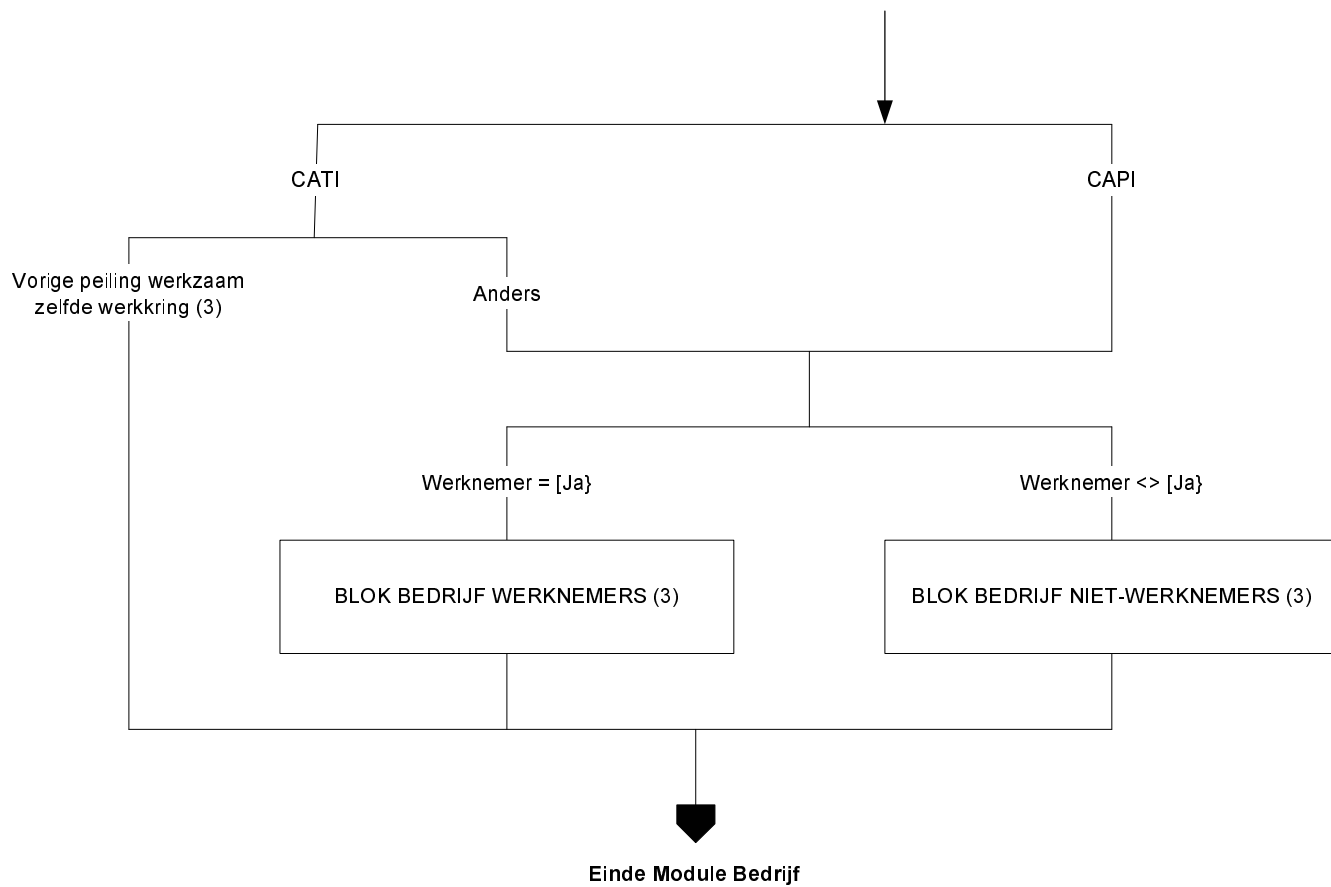 CATI
CAPI
Vorige peiling werkzaam
zelfde werkkring (3)
Anders
Werknemer = [Ja}
Werknemer <> [Ja}
BLOK BEDRIJF WERKNEMERS (3)
BLOK BEDRIJF NIET-WERKNEMERS (3)
Einde Module Bedrijf